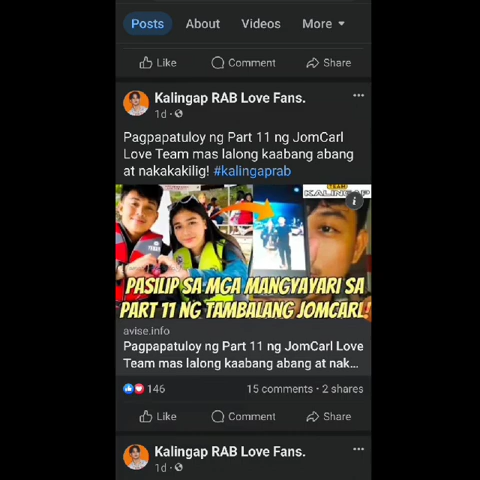 Posts About Videos More
Like Comment Share
Kalingap RAB Love Fans.
1d
Pagpapatuloy ng Part 11 ng JomCarl
Love Team mas lalong kaabang abang
at nakakakilig! #kalingaprab
TEAM
KALINGAP
PASILIP SA MGA MANGYAYARI SA
PART 11 NG TAMBALANG JOMCARL!
avise.info
Pagpapatuloy ng Part 11 ng JomCarl Love
Team mas lalong kaabang abang at nak...
146 15 comments • 2 shares
Like Comment Share
Kalingap RAB Love Fans.
1d